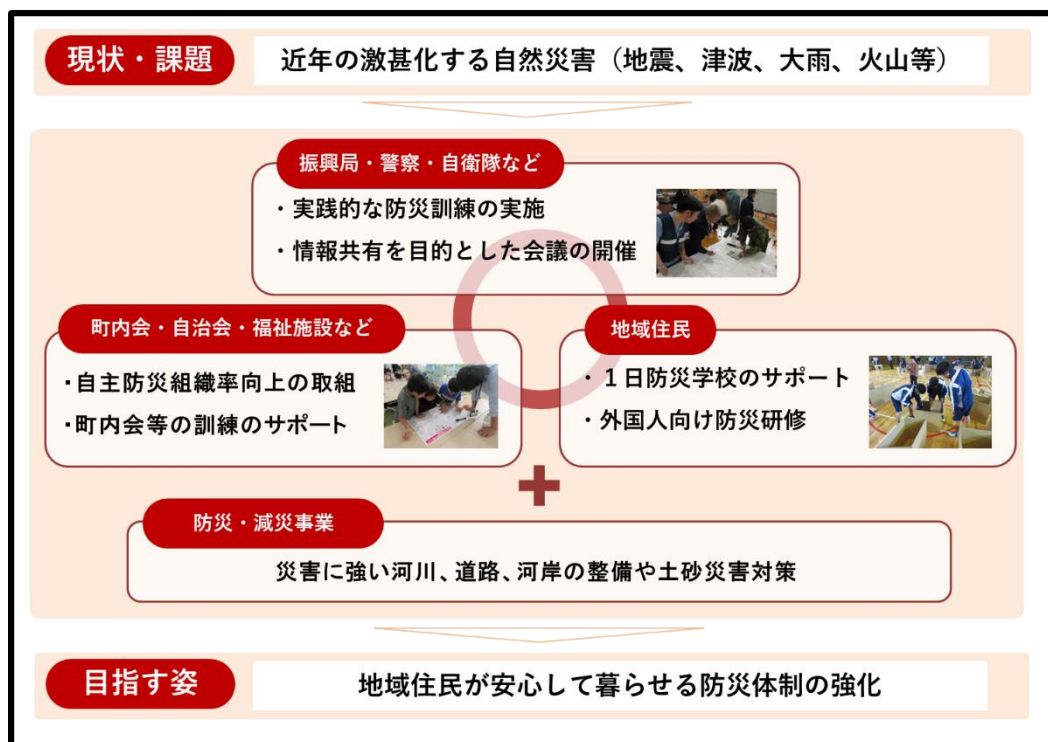 現状・課題
近年の激甚化する自然災害（地震、津波、大雨、火山等）
振興局・警察・自衛隊など
・実践的な防災訓練の実施
・情報共有を目的とした会議の開催
町内会・自治会・福祉施設など
・自主防災組織率向上の取組
・町内会等の訓練のサポート
地域住民
・１日防災学校のサポート
・外国人向け防災研修
防災・減災事業
災害に強い河川、道路、河岸の整備や土砂災害対策
目指す姿
地域住民が安心して暮らせる防災体制の強化